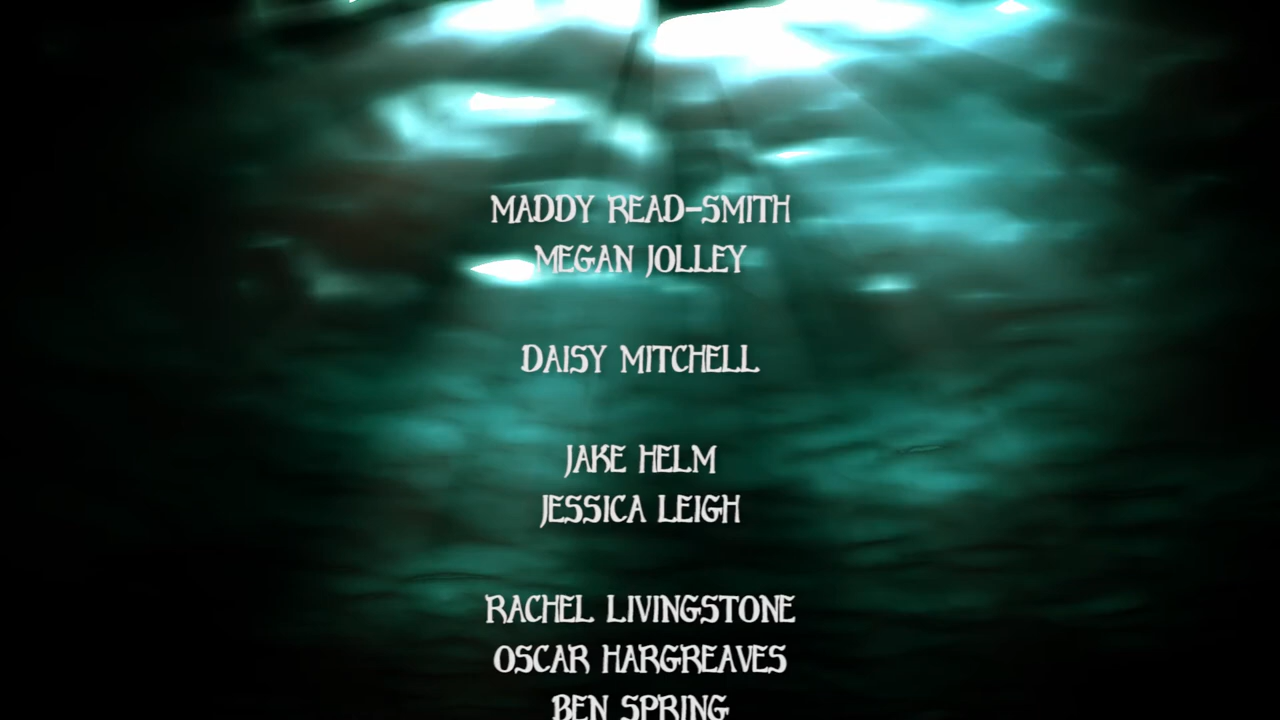 MADDY READ-SMITH
MEGAN JOLLEY
DAISY MITCHELL
JAKE HELM
JESSICA LEIGH
RACHEL LIVINGSTONE
OSCAR HARGREAVES
BEN SPRING